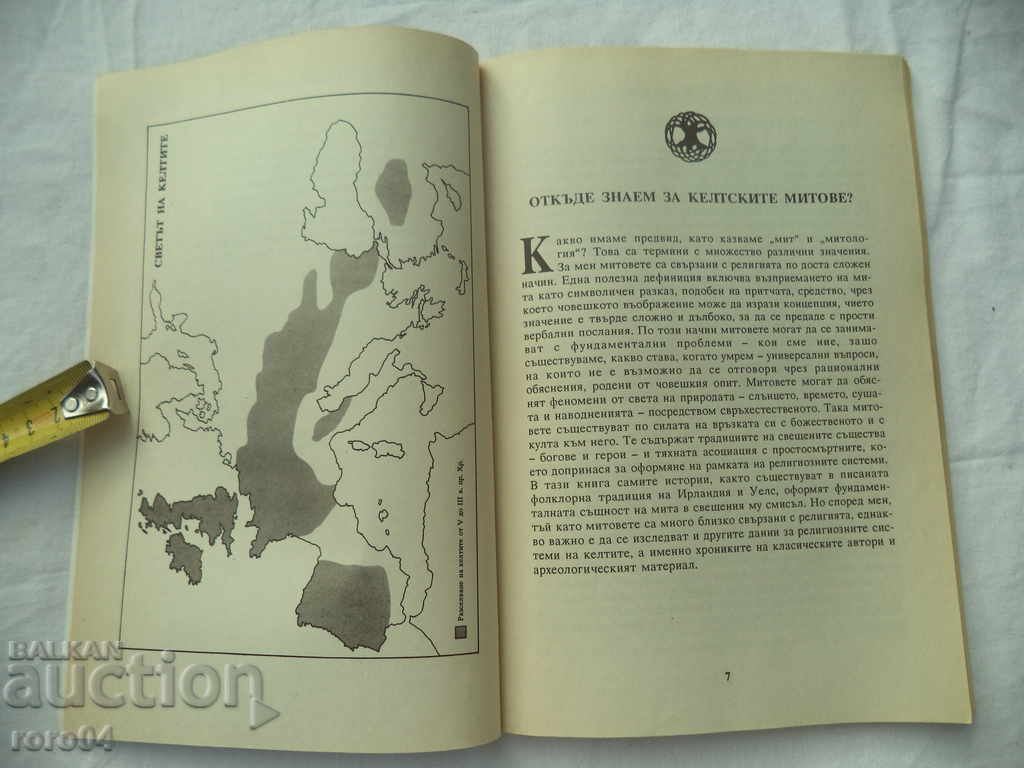 СВЕТЪТ НА КЕЛТИТЕ
Разселване на келтите от V до III в. пр. Хр.
ОТКЪДЕ ЗНАЕМ ЗА КЕЛТСКИТЕ МИТОВЕ?
Какво имаме предвид, като казваме „мит“ и „митоло-
гия“? Това са термини с множество различни значения.
За мен митовете са свързани с религията по доста сложен
начин. Една полезна дефиниция включва възприемането на ми-
та като символичен разказ, подобен на притчата, средство, чрез
което човешкото въображение може да изрази концепция, чието
значение е твърде сложно и дълбоко, за да се предаде с прости
вербални послания. По този начин митовете могат да се занима-
ват с фундаментални проблеми – кои сме ние, защо
съществуваме, какво става, когато умрем – универсални въпроси,
на които не е възможно да се отговори чрез рационални
обяснения, родени от човешкия опит. Митовете могат да обяс-
нят феномени от света на природата – слънцето, времето, суша-
та и наводненията – посредством свръхестественото. Така мито-
вете съществуват по силата на връзката си с божественото и с
култа към него. Те съдържат традициите на свещените същества
– богове и герои – и тяхната асоциация с простосмъртните, ко-
ето допринася за оформяне на рамката на религиозните системи.
В тази книга самите истории, както съществуват в писаната
фолклорна традиция на Ирландия и Уелс, оформят фундамен-
талната същност на мита в свещения му смисъл. Но според мен,
тъй като митовете са много близко свързани с религията, еднак-
во важно е да се изследват и другите данни за религиозните сис-
теми на келтите, а именно хрониките на класическите автори и
археологическият материал.
7
2
3
4
BALKAN
auction
roro04